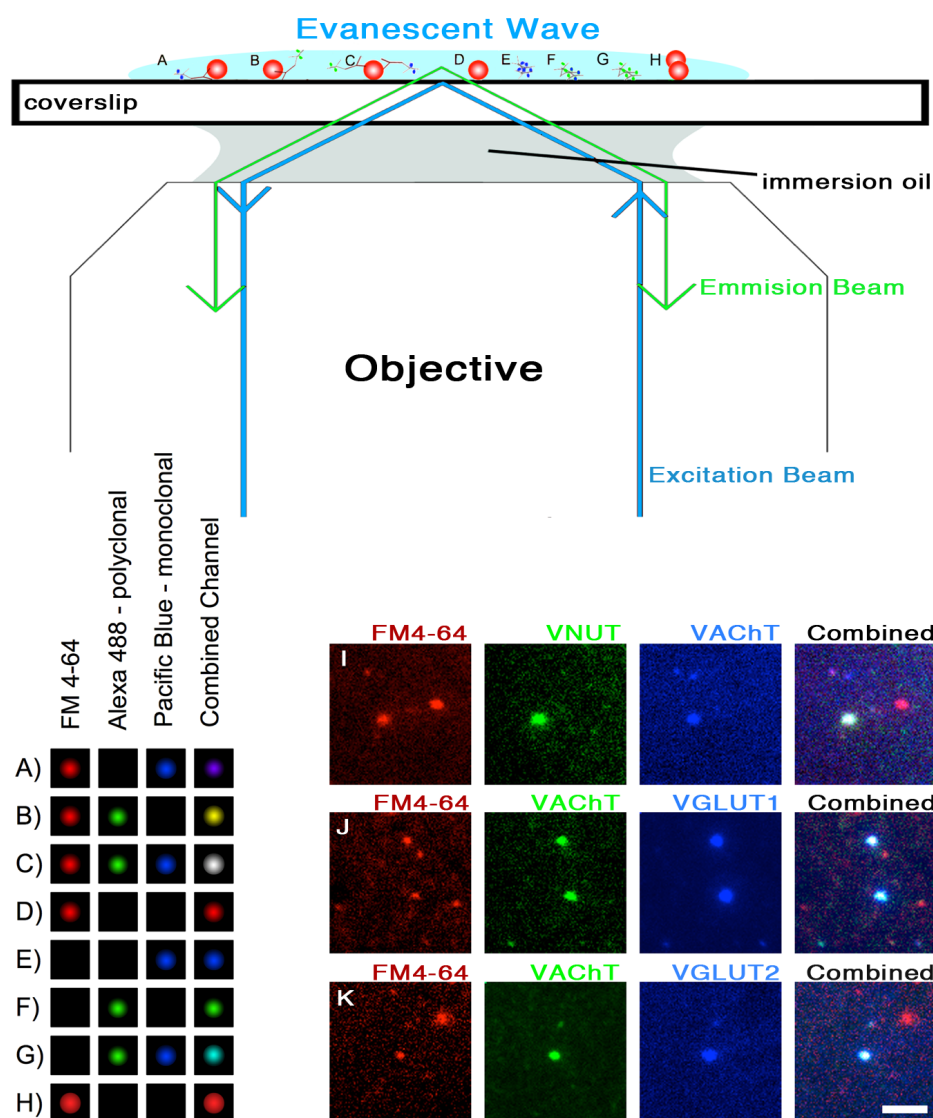 Evanescent Wave
A B C D E F G H
coverslip
immersion oil
Emmision Beam
Objective
Excitation Beam
FM 4-64
Alexa 488 - polyclonal
Pacific Blue - monoclonal
Combined Channel
A)
B)
C)
D)
E)
F)
G)
H)
FM4-64 VNUT VAChT Combined
I
FM4-64 VAChT VGLUT1 Combined
J
FM4-64 VAChT VGLUT2 Combined
K